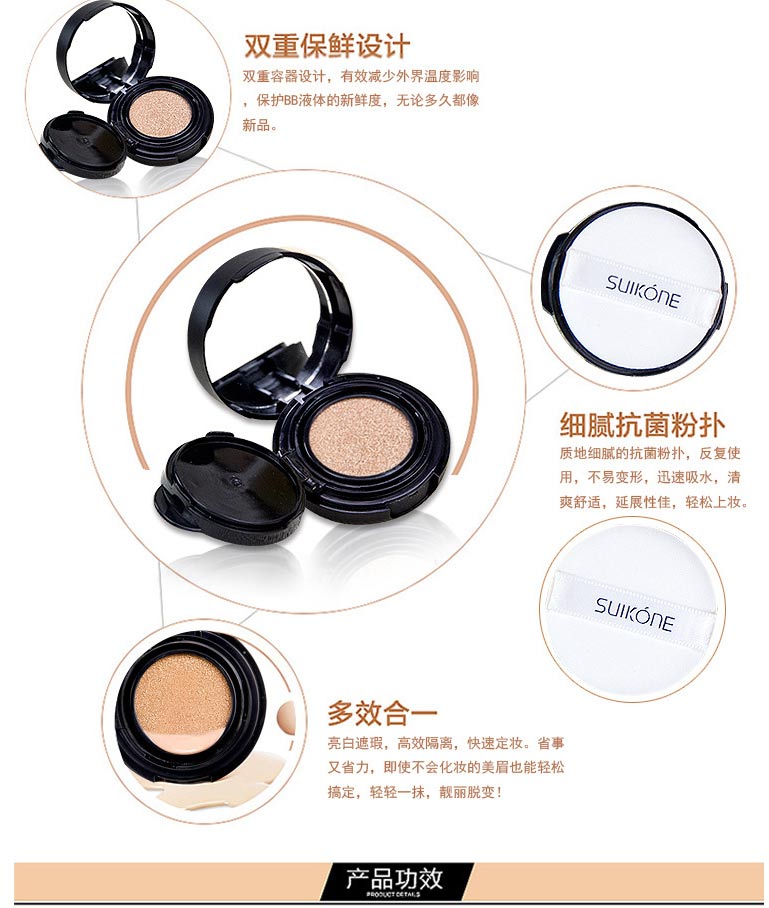 双重保鲜设计
双重容器设计，有效减少外界温度影响
，保护BB液体的新鲜度，无论多久都像
新品。
SUIKÓNE
细腻抗菌粉扑
质地细腻的抗菌粉扑，反复使
用，不易变形，迅速吸水，清
爽舒适，延展性佳，轻松上妆。
SUIKÓNE
多效合一
亮白遮瑕，高效隔离，快速定妆。省事
又省力，即使不会化妆的美眉也能轻松
搞定，轻轻一抹，靓丽脱变！
产品功效
PRODUCT DETAILS